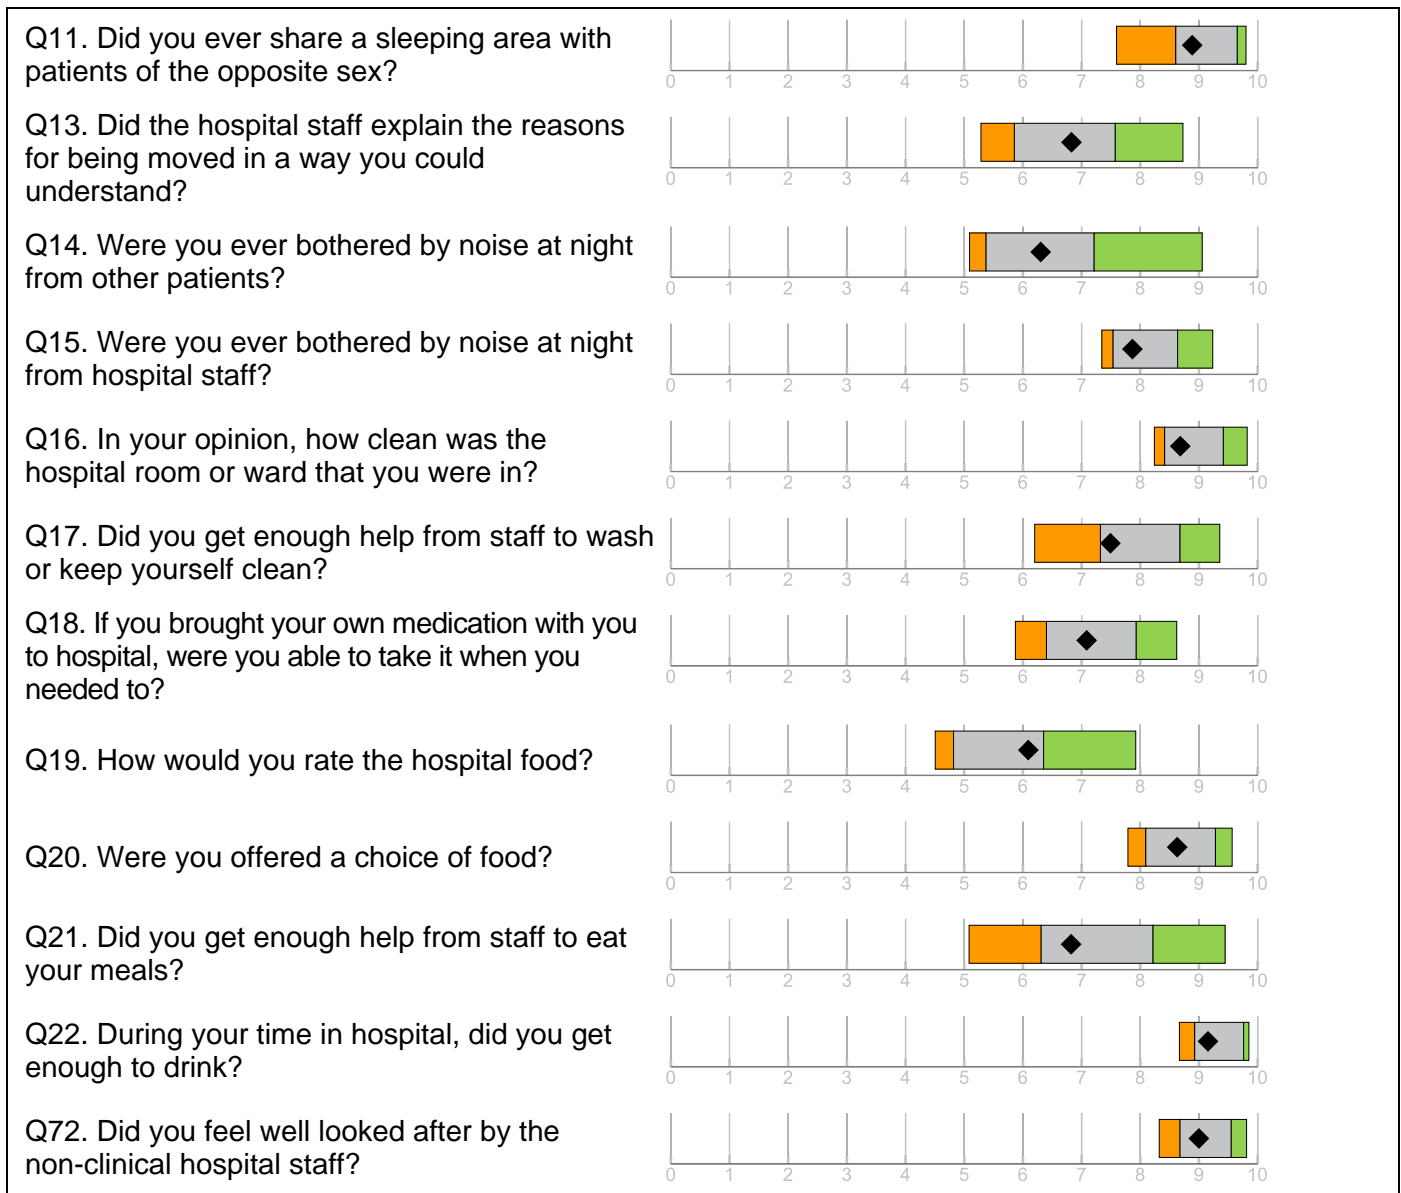 Q11. Did you ever share a sleeping area with
patients of the opposite sex?
0 1 2 3 4 5 6 7 8 9 10
Q13. Did the hospital staff explain the reasons
for being moved in a way you could
understand?
0 1 2 3 4 5 6 7 8 9 10
Q14. Were you ever bothered by noise at night
from other patients?
0 1 2 3 4 5 6 7 8 9 10
Q15. Were you ever bothered by noise at night
from hospital staff?
0 1 2 3 4 5 6 7 8 9 10
Q16. In your opinion, how clean was the
hospital room or ward that you were in?
0 1 2 3 4 5 6 7 8 9 10
Q17. Did you get enough help from staff to wash
or keep yourself clean?
0 1 2 3 4 5 6 7 8 9 10
Q18. If you brought your own medication with you
to hospital, were you able to take it when you
needed to?
0 1 2 3 4 5 6 7 8 9 10
Q19. How would you rate the hospital food?
0 1 2 3 4 5 6 7 8 9 10
Q20. Were you offered a choice of food?
0 1 2 3 4 5 6 7 8 9 10
Q21. Did you get enough help from staff to eat
your meals?
0 1 2 3 4 5 6 7 8 9 10
Q22. During your time in hospital, did you get
enough to drink?
0 1 2 3 4 5 6 7 8 9 10
Q72. Did you feel well looked after by the
non-clinical hospital staff?
0 1 2 3 4 5 6 7 8 9 10